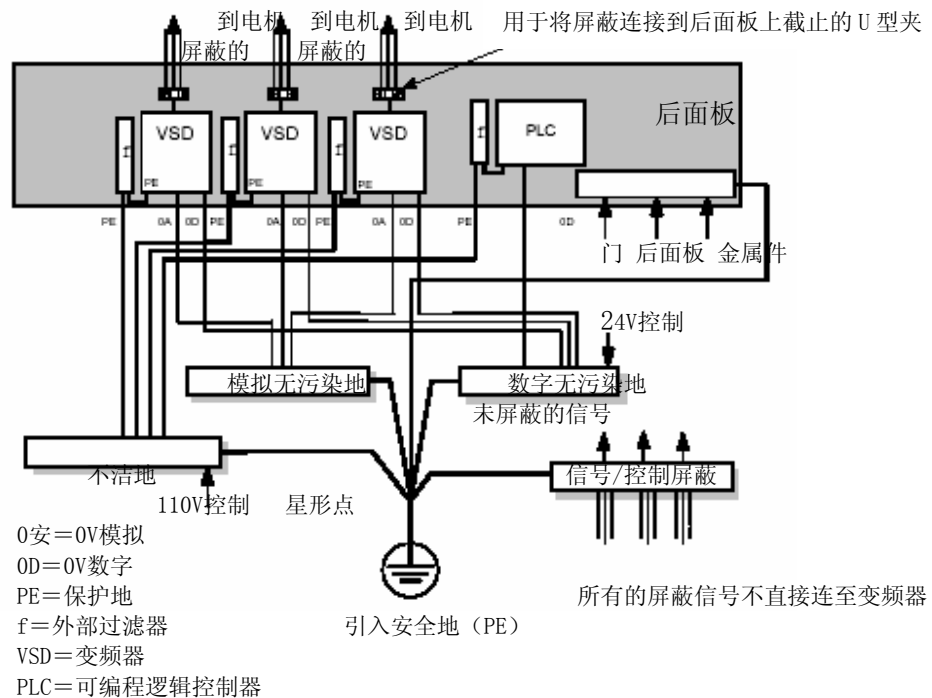 到电机 到电机 到电机 用于将屏蔽连接到后面板上截止的U型夹
屏蔽的 屏蔽的
后面板
VSD VSD VSD PLC
f f f f
PE PE PE
PE 0A 0D PE 0A 0D PE 0A 0D PE 0D
门 后面板 金属件
24V控制
模拟无污染地 数字无污染地
未屏蔽的信号
不洁地 信号/控制屏蔽
110V控制 星形点
0安＝0V模拟
0D＝0V数字
PE＝保护地 所有的屏蔽信号不直接连至变频器
f＝外部过滤器 引入安全地（PE）
VSD＝变频器
PLC＝可编程逻辑控制器